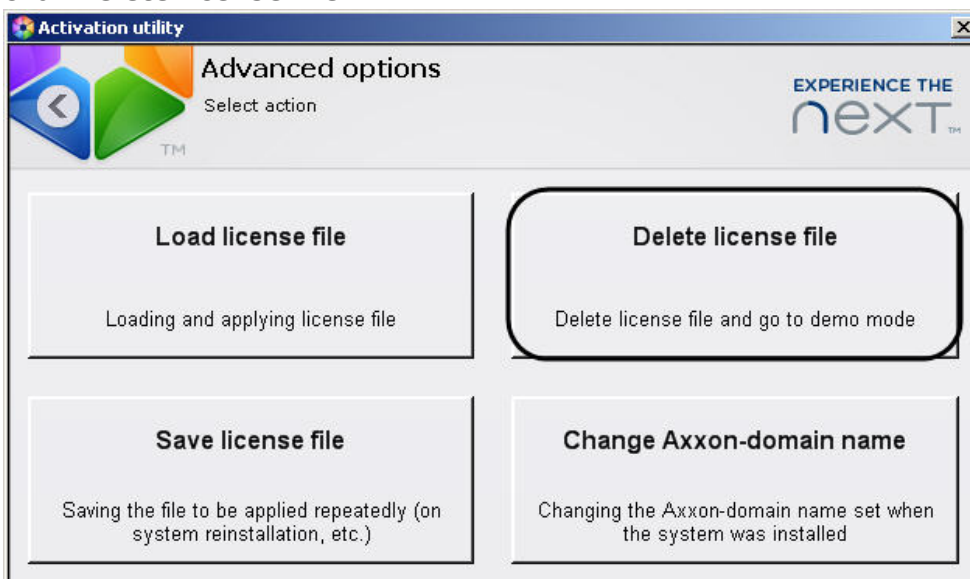 Activation utility
Advanced options
Select action
TM
EXPERIENCE THE
nexT™
Load license file
Loading and applying license file
Delete license file
Delete license file and go to demo mode
Save license file
Saving the file to be applied repeatedly (on
system reinstallation, etc.)
Change Axxon-domain name
Changing the Axxon-domain name set when
the system was installed